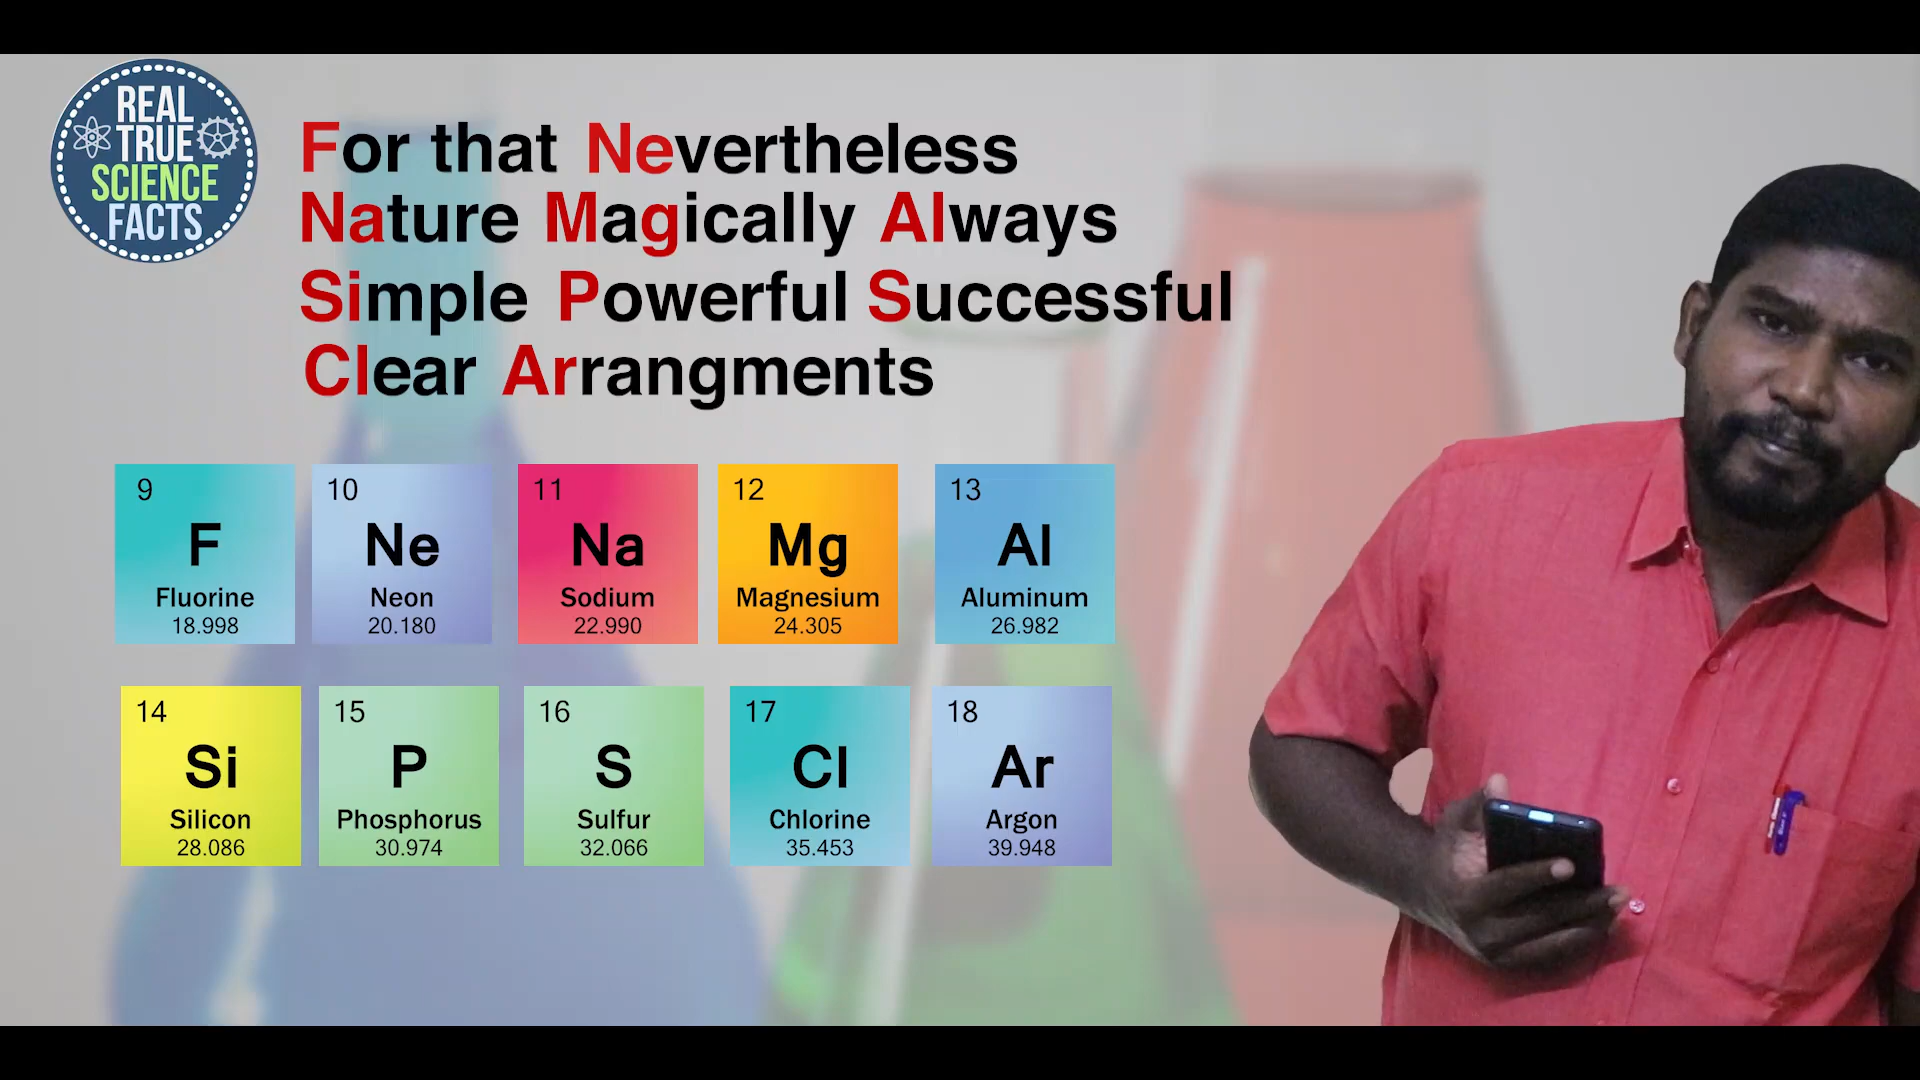 REAL
TRUE
SCIENCE
FACTS
For that Nevertheless
Nature Magically Always
Simple Powerful Successful
Clear Arrangments
9 10 11 12 13
F Ne Na Mg Al
Fluorine Neon Sodium Magnesium Aluminum
18.998 20.180 22.990 24.305 26.982
14 15 16 17 18
Si P S Cl Ar
Silicon Phosphorus Sulfur Chlorine Argon
28.086 30.974 32.066 35.453 39.948